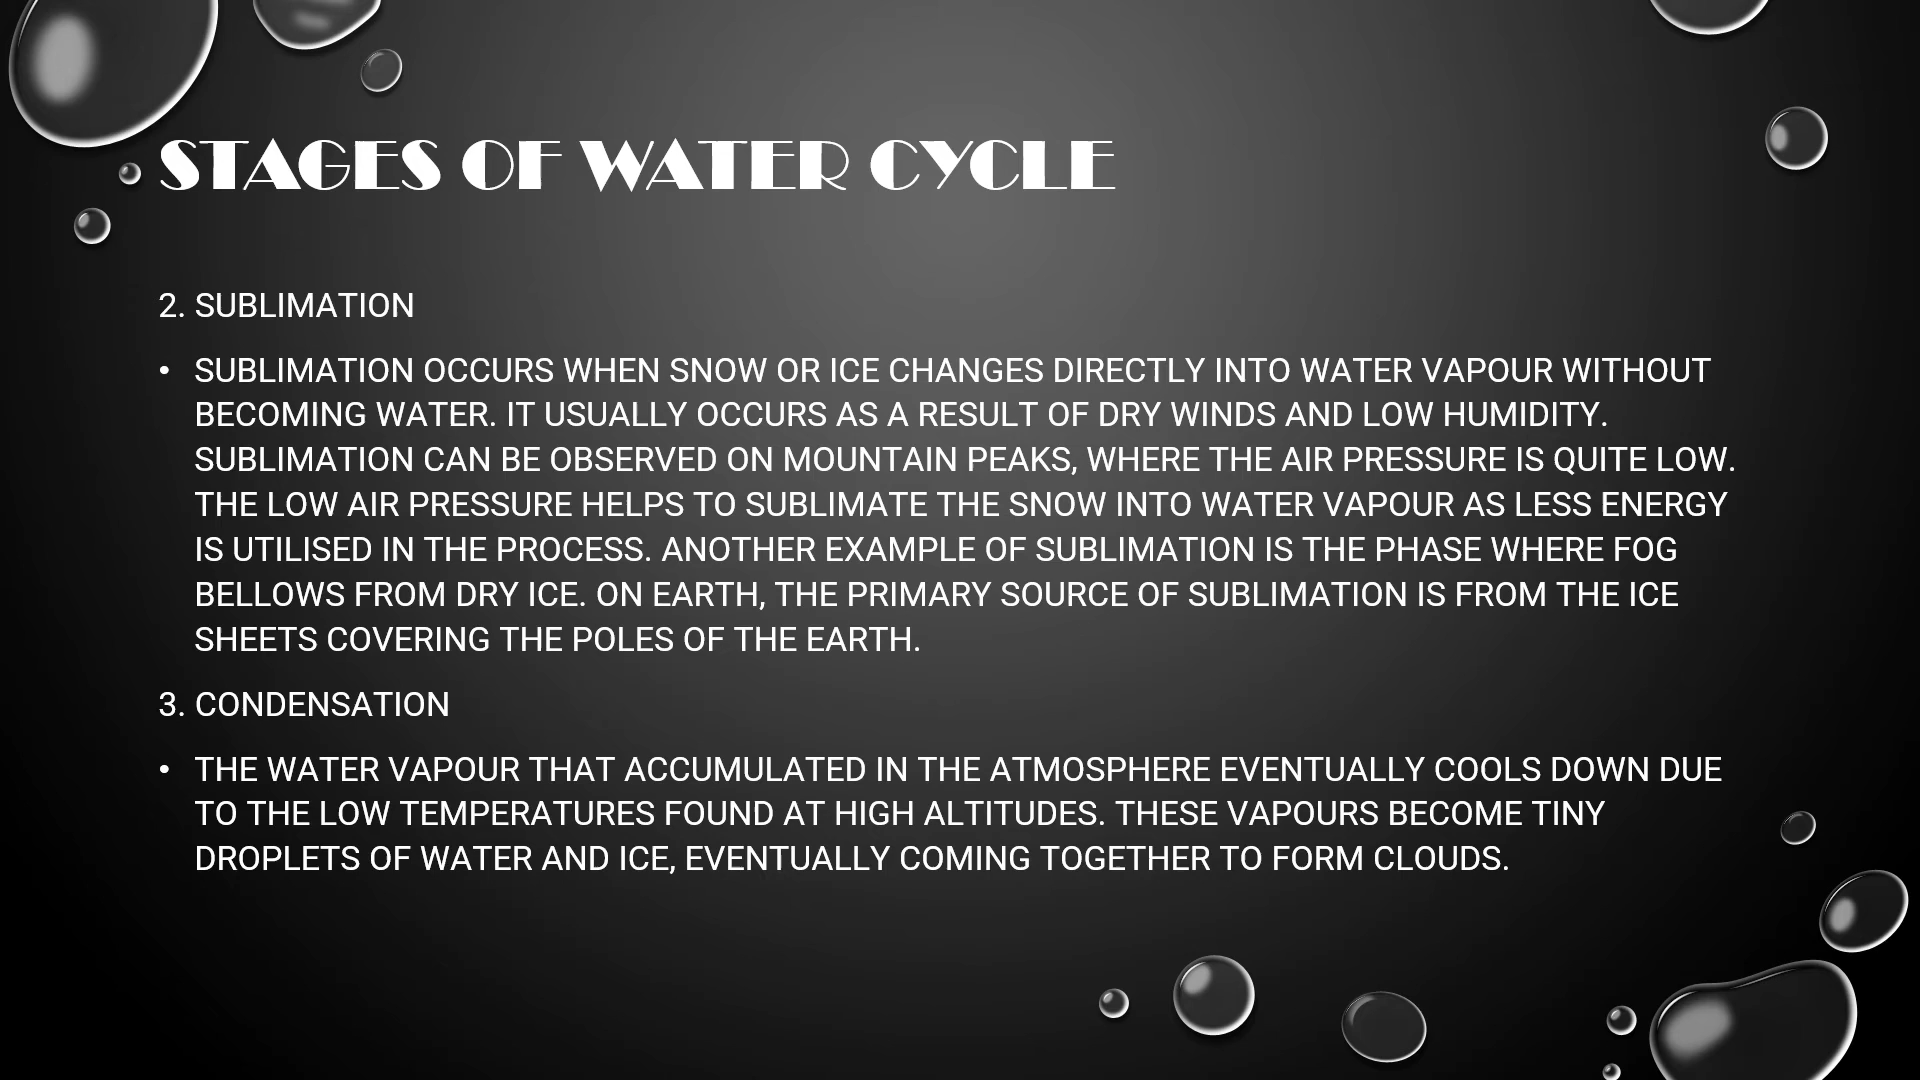 STAGES OF WATER CYCLE
2. SUBLIMATION
• SUBLIMATION OCCURS WHEN SNOW OR ICE CHANGES DIRECTLY INTO WATER VAPOUR WITHOUT
BECOMING WATER. IT USUALLY OCCURS AS A RESULT OF DRY WINDS AND LOW HUMIDITY.
SUBLIMATION CAN BE OBSERVED ON MOUNTAIN PEAKS, WHERE THE AIR PRESSURE IS QUITE LOW.
THE LOW AIR PRESSURE HELPS TO SUBLIMATE THE SNOW INTO WATER VAPOUR AS LESS ENERGY
IS UTILISED IN THE PROCESS. ANOTHER EXAMPLE OF SUBLIMATION IS THE PHASE WHERE FOG
BELLOWS FROM DRY ICE. ON EARTH, THE PRIMARY SOURCE OF SUBLIMATION IS FROM THE ICE
SHEETS COVERING THE POLES OF THE EARTH.
3. CONDENSATION
• THE WATER VAPOUR THAT ACCUMULATED IN THE ATMOSPHERE EVENTUALLY COOLS DOWN DUE
TO THE LOW TEMPERATURES FOUND AT HIGH ALTITUDES. THESE VAPOURS BECOME TINY
DROPLETS OF WATER AND ICE, EVENTUALLY COMING TOGETHER TO FORM CLOUDS.